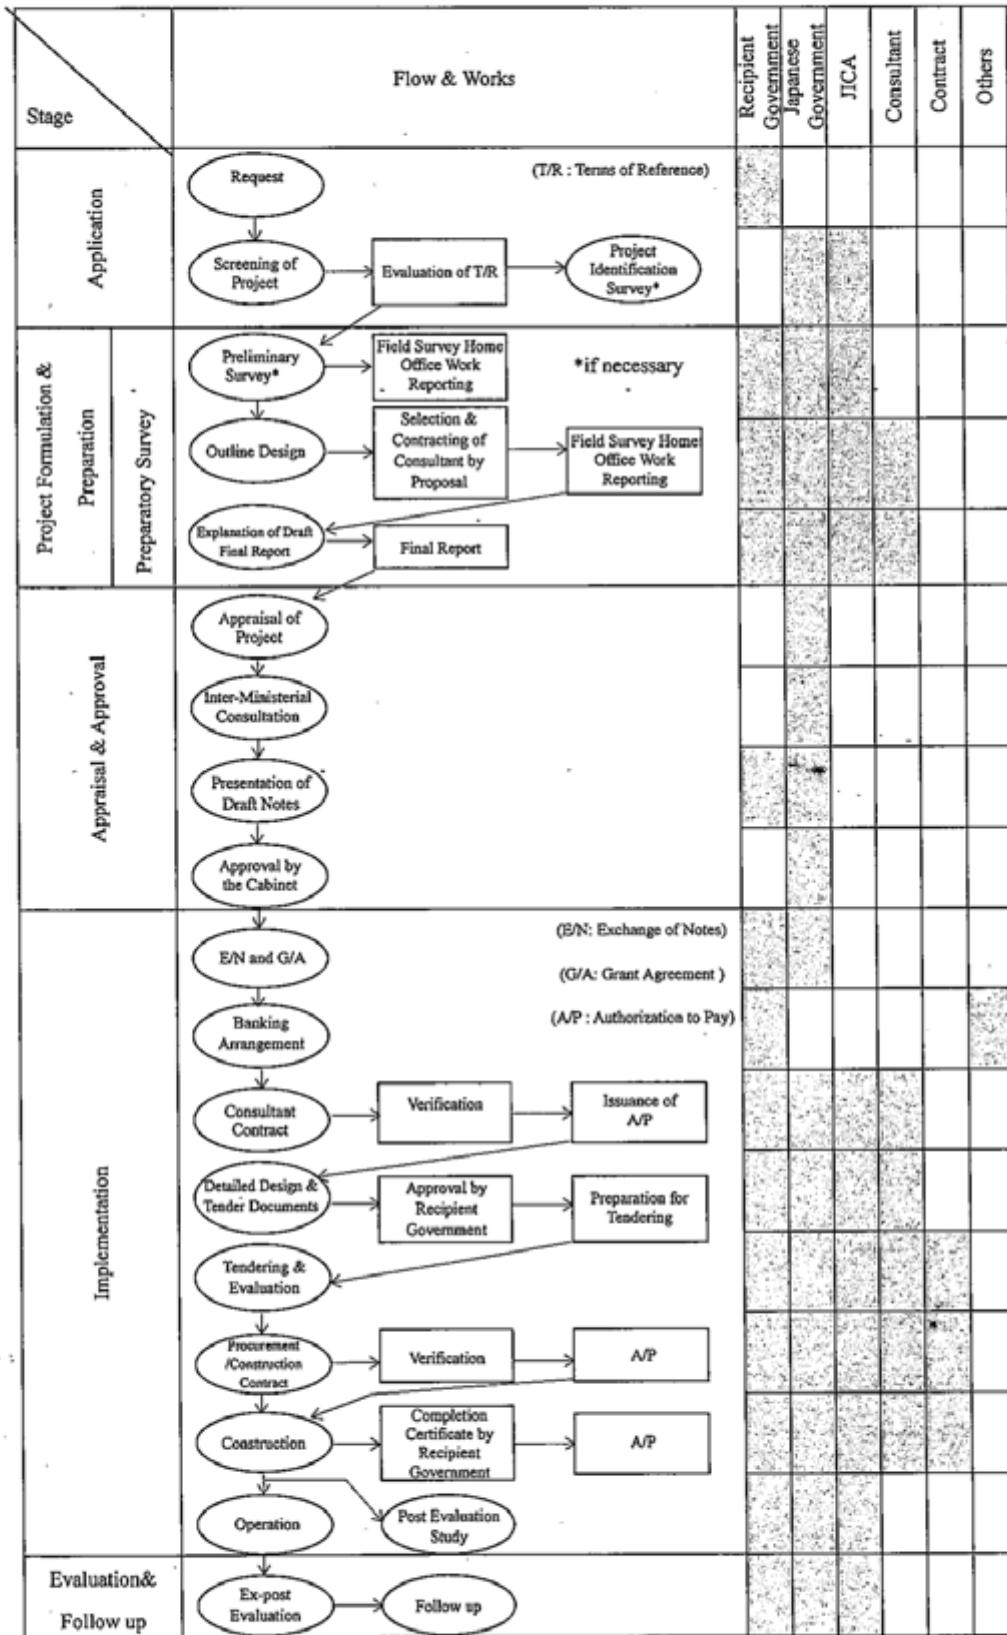 Stage
Flow & Works
Recipient
Government
Japanese
Government
JICA
Consultant
Contract
Others
Application
Request
(T/R : Terms of Reference)
Screening of
Project
Evaluation of T/R
Project
Identification
Survey*
Project Formulation &
Preparation
Preparatory Survey
Preliminary
Survey*
Field Survey Home
Office Work
Reporting
*if necessary
Outline Design
Selection &
Contracting of
Consultant by
Proposal
Field Survey Home
Office Work
Reporting
Explanation of Draft
Final Report
Final Report
Appraisal & Approval
Appraisal of
Project
Inter-Ministerial
Consultation
Presentation of
Draft Notes
Approval by
the Cabinet
Implementation
E/N and G/A
(E/N: Exchange of Notes)
(G/A: Grant Agreement )
(A/P : Authorization to Pay)
Banking
Arrangement
Consultant
Contract
Verification
Issuance of
A/P
Detailed Design &
Tender Documents
Approval by
Recipient
Government
Preparation for
Tendering
Tendering &
Evaluation
Procurement
/Construction
Contract
Verification
A/P
Construction
Completion
Certificate by
Recipient
Government
A/P
Operation
Post Evaluation
Study
Evaluation&
Follow up
Ex-post
Evaluation
Follow up